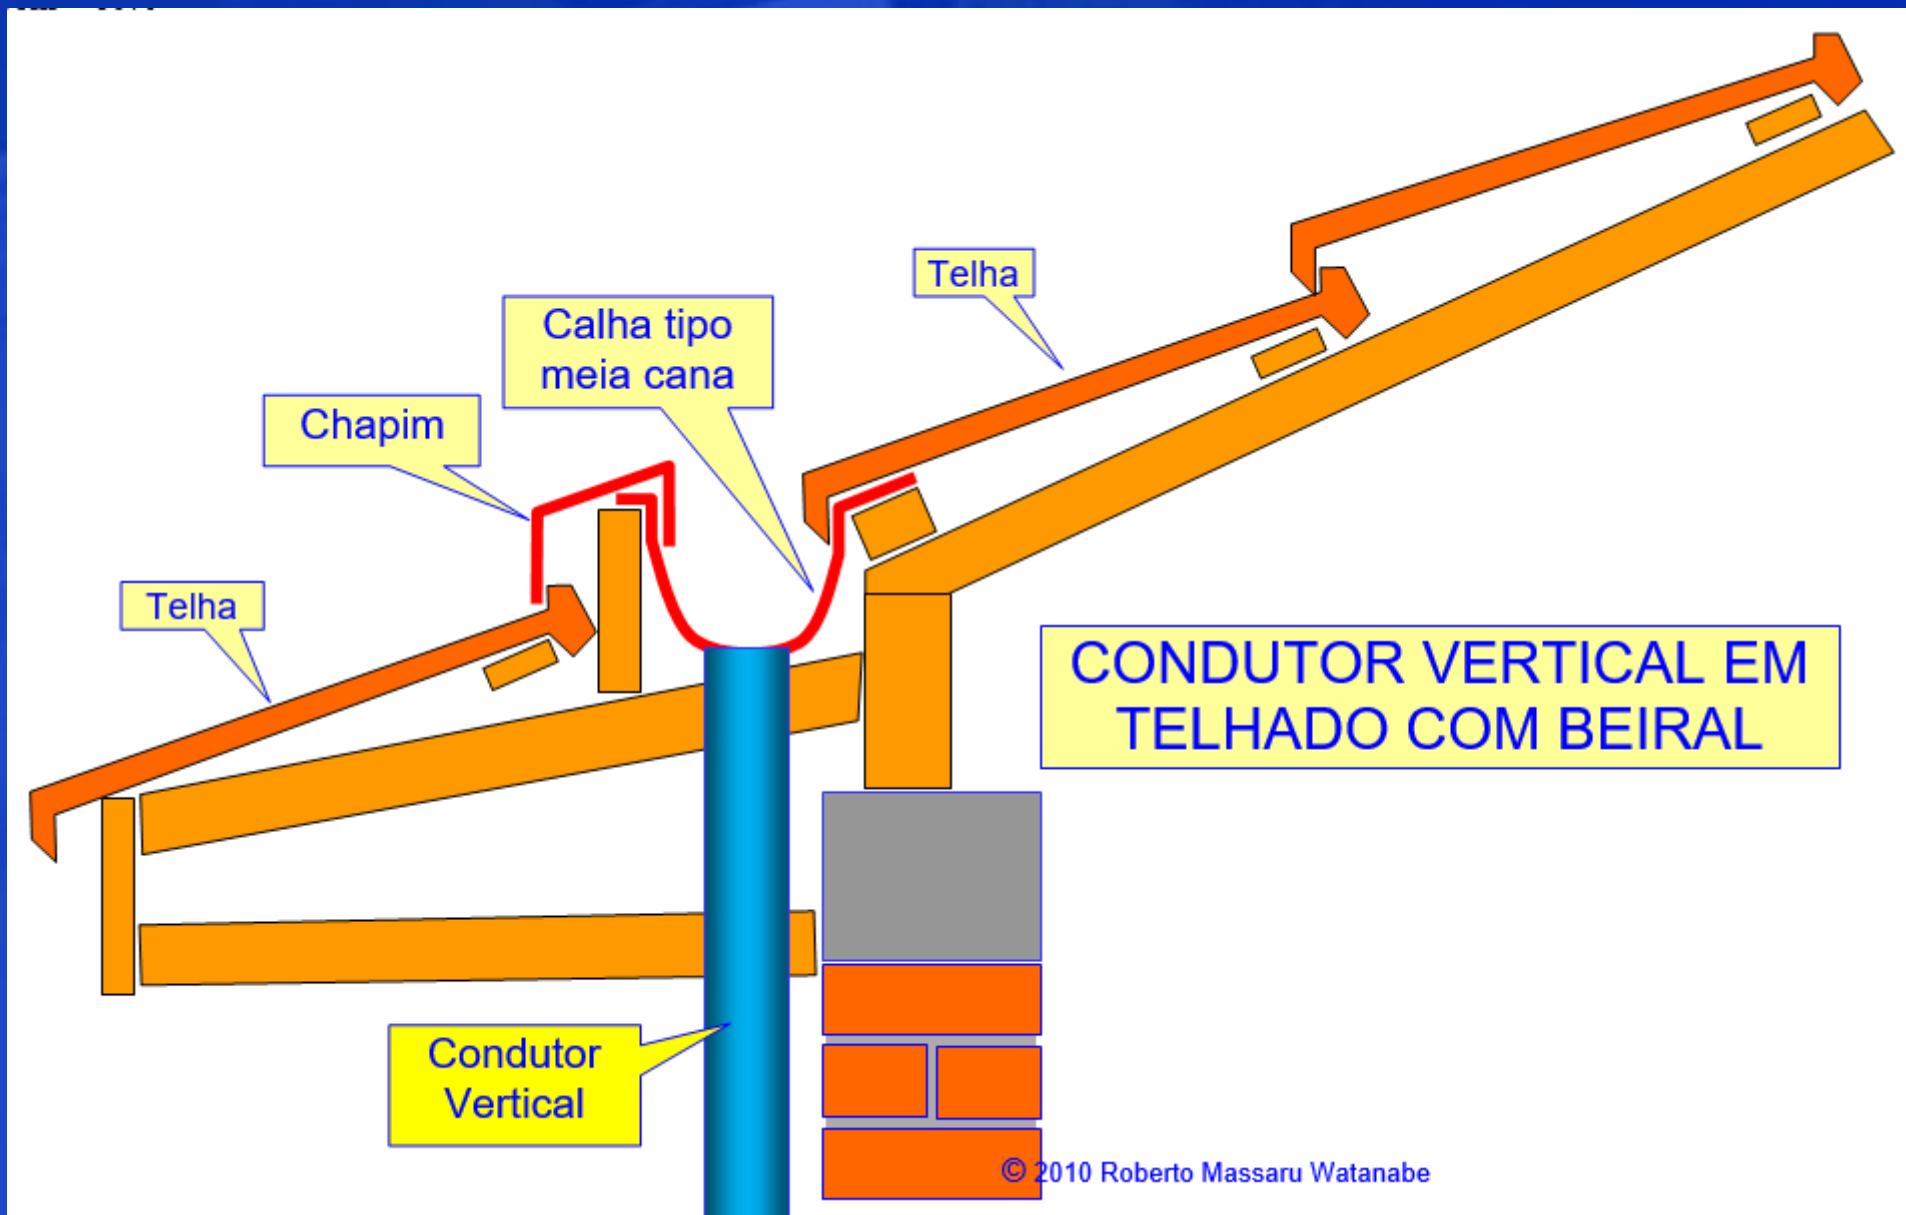 Telha
Calha tipo
meia cana
Chapim
Telha
CONDUTOR VERTICAL EM
TELHADO COM BEIRAL
Condutor
Vertical
© 2010 Roberto Massaru Watanabe